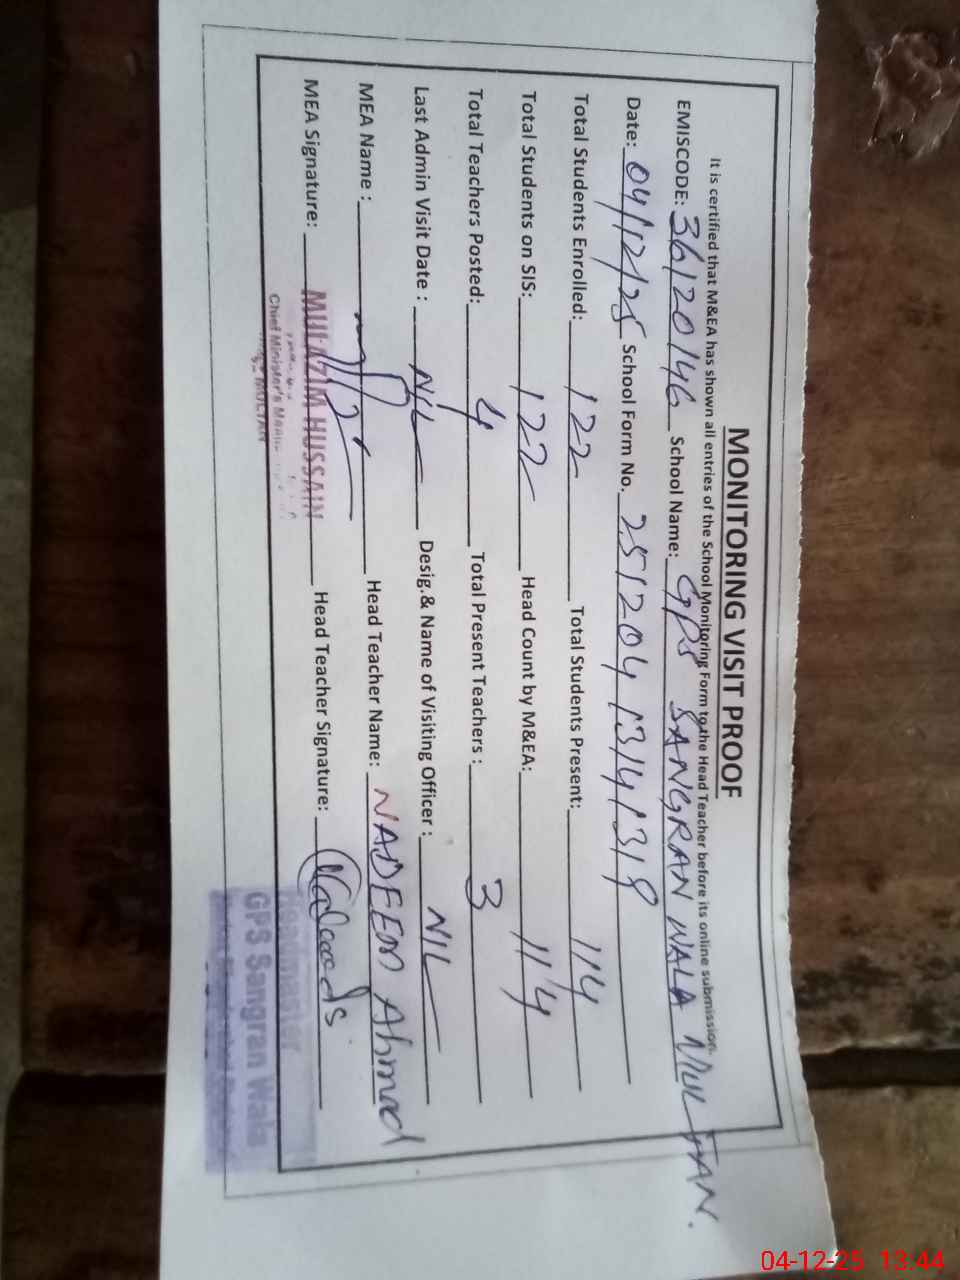 MONITORING VISIT PROOF
It is certified that M&EA has shown all entries of the School Monitoring Form to the Head Teacher before its online submission.
EMISCODE: 36120146 School Name: GPS SANGRAN WALA MULTAN.
Date: 04/12/25 School Form No. 251204131413
Total Students Enrolled: 122 Total Students Present: 114
Total Students on SIS: 122 Head Count by M&EA: 114
Total Teachers Posted: 4 Total Present Teachers : 3
Last Admin Visit Date : NIL Desig.& Name of Visiting Officer : NIL
MEA Name : Head Teacher Name: NADEEM Ahmad
MEA Signature: Head Teacher Signature:
MULAZIM HUSSAIN
Chief Minister's
MULTAN
Headmaster
GPS Sangran Wala
04-12-25 13:44